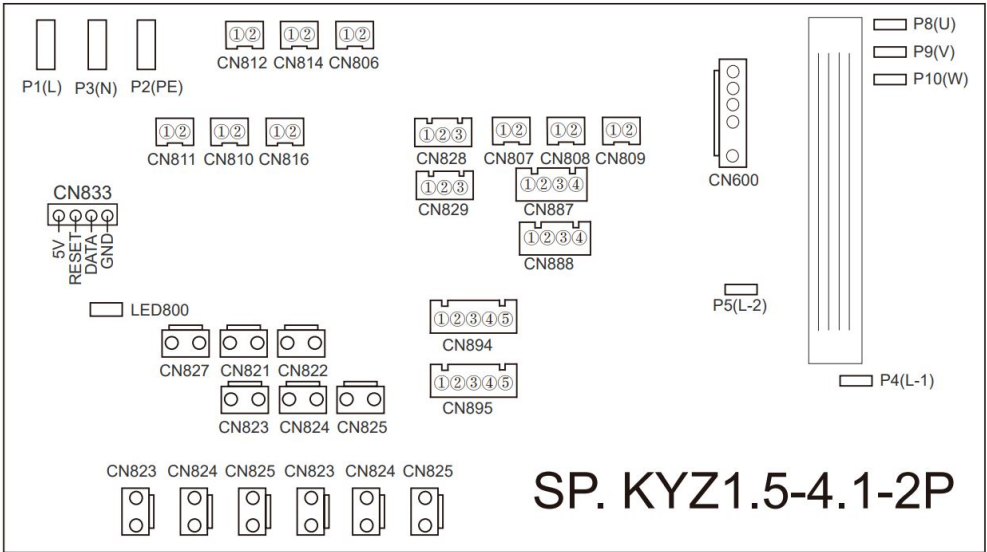 P8(U)
P9(V)
P10(W)
P1(L) P3(N) P2(PE)
①② ①② ①②
CN812 CN814 CN806
①② ①② ①②
CN811 CN810 CN816
①②③ ①② ①② ①②
CN828 CN807 CN808 CN809
CN600
①②③ ①②③④
CN829 CN887
①②③④
CN888
CN833
5V
RESET
DATA
GND
LED800
P5(L-2)
①②③④⑤
CN894
CN827 CN821 CN822
①②③④⑤
CN895
P4(L-1)
CN823 CN824 CN825
CN823 CN824 CN825 CN823 CN824 CN825
SP. KYZ1.5-4.1-2P